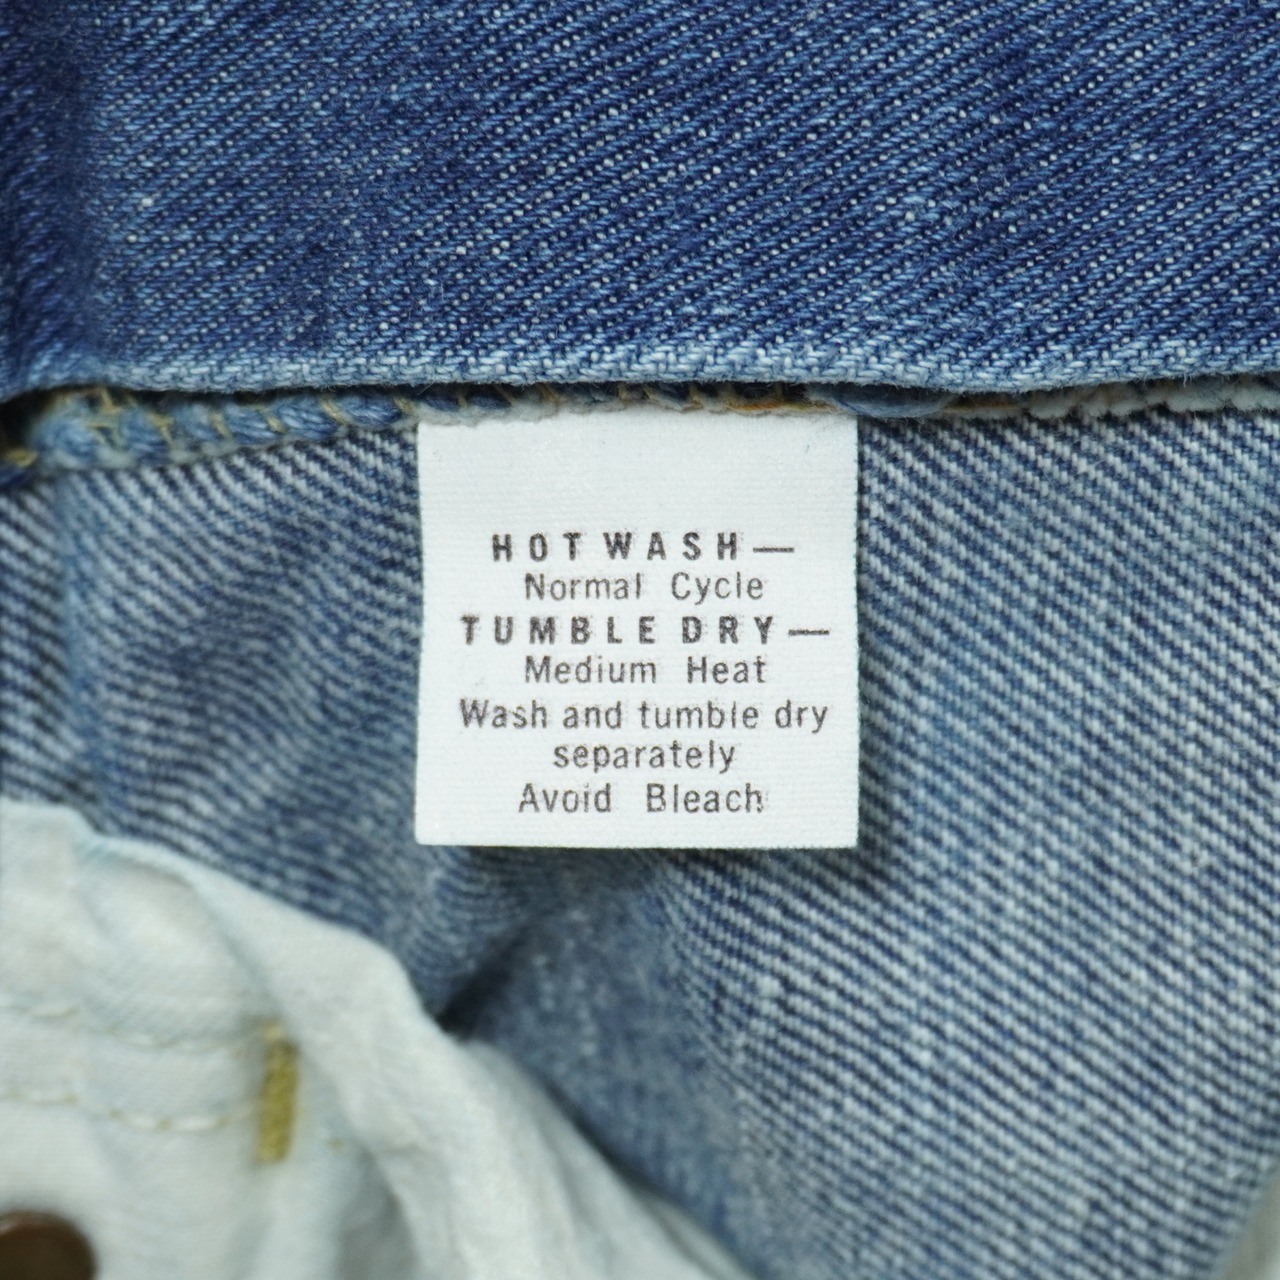 HOT WASH—
Normal Cycle
TUMBLE DRY—
Medium Heat
Wash and tumble dry
separately
Avoid Bleach